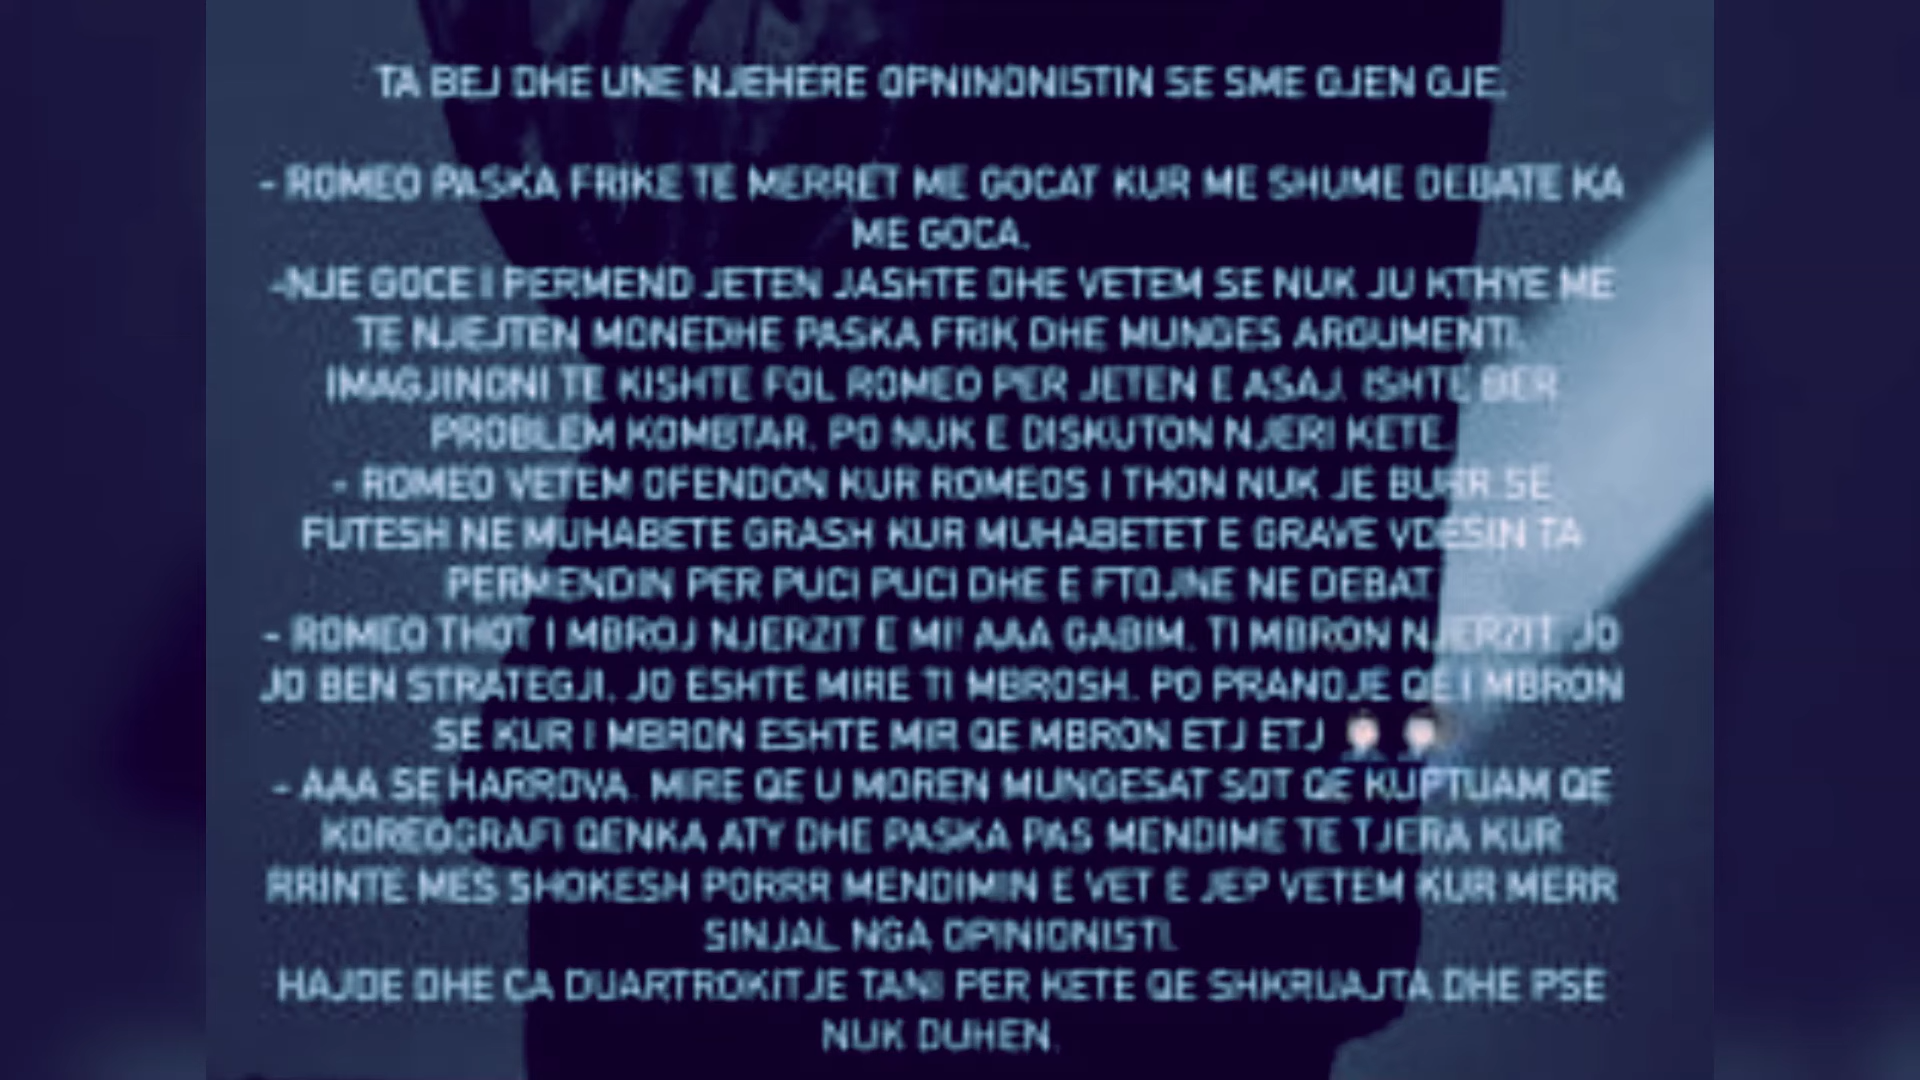 TA BEJ DHE UNE NJEHERE OPNINONISTIN SE SME GJEN GJE.
- ROMEO PASKA FRIKE TE MERRET ME GOCAT KUR ME SHUME DEBATE KA
ME GOCA.
-NJE GOCE I PERMEND JETEN JASHTE DHE VETEM SE NUK JU KTHYE ME
TE NJEJTEN MONEDHE PASKA FRIK DHE MUNGES ARGUMENTI.
IMAGJINONI TE KISHTE FOL ROMEO PER JETEN E ASAJ. ISHTE BER
PROBLEM KOMBTAR. PO NUK E DISKUTON NJERI KETE.
- ROMEO VETEM OFENDON KUR ROMEOS I THON NUK JE BURR SE
FUTESH NE MUHABETE GRASH KUR MUHABETET E GRAVE VDESIN TA
PERMENDIN PER PUCI PUCI DHE E FTOJNE NE DEBAT
- ROMEO THOT I MBROJ NJERZIT E MI! AAA GABIM. TI MBRON NJERZIT. JO
JO BEN STRATEGJI. JO ESHTE MIRE TI MBROSH. PO PRANOJE QE I MBRON
SE KUR I MBRON ESHTE MIR QE MBRON ETJ ETJ
- AAA SE HARROVA. MIRE QE U MOREN MUNGESAT SOT QE KUPTUAM QE
KOREOGRAFI QENKA ATY DHE PASKA PAS MENDIME TE TJERA KUR
RRINTE MES SHOKESH PORRR MENDIMIN E VET E JEP VETEM KUR MERR
SINJAL NGA OPINIONISTI.
HAJDE DHE CA DUARTROKITJE TANI PER KETE QE SHKRUAJTA DHE PSE
NUK DUHEN.